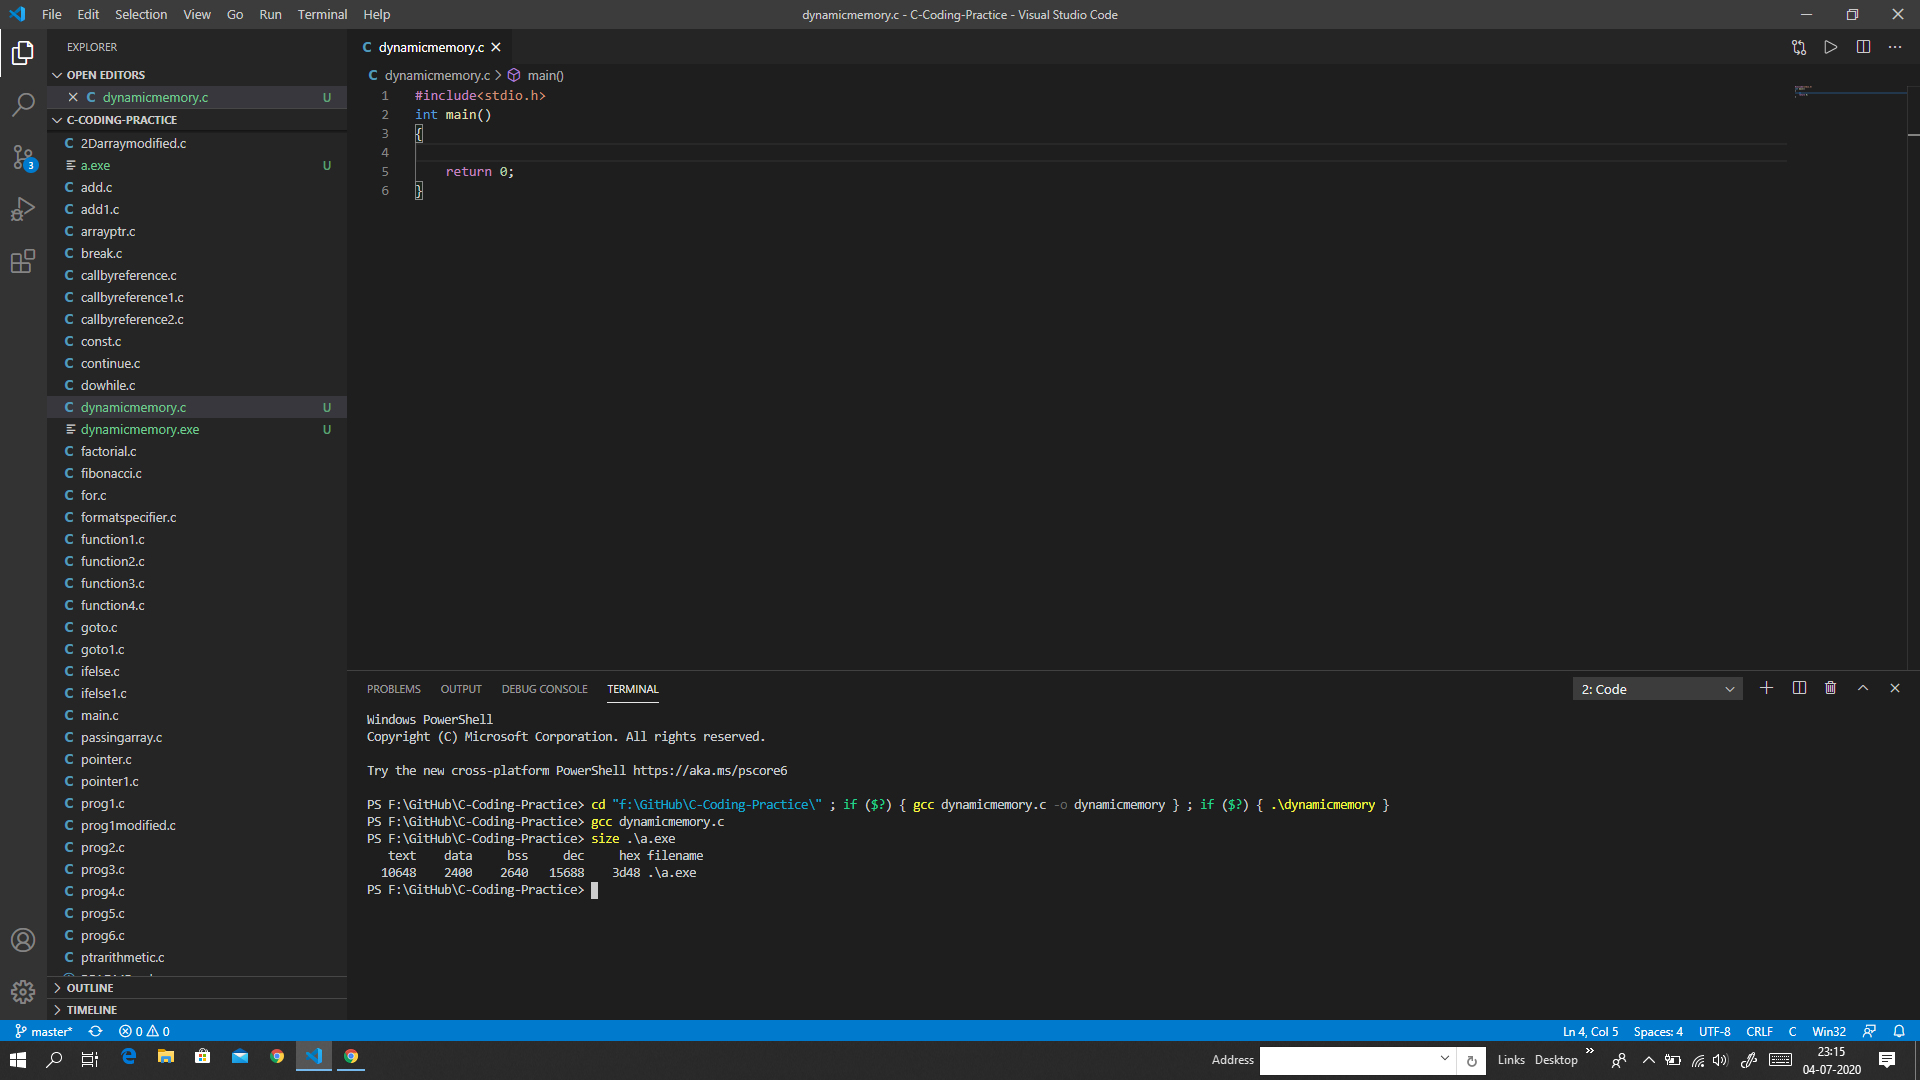 File Edit Selection View Go Run Terminal Help
dynamicmemory.c - C-Coding-Practice - Visual Studio Code
EXPLORER
OPEN EDITORS
dynamicmemory.c U
C-CODING-PRACTICE
C 2Darraymodified.c
a.exe U
C add.c
C add1.c
C arrayptr.c
C break.c
C callbyreference.c
C callbyreference1.c
C callbyreference2.c
C const.c
C continue.c
C dowhile.c
C dynamicmemory.c U
dynamicmemory.exe U
C factorial.c
C fibonacci.c
C for.c
C formatspecifier.c
C function1.c
C function2.c
C function3.c
C function4.c
C goto.c
C goto1.c
C ifelse.c
C ifelse1.c
C main.c
C passingarray.c
C pointer.c
C pointer1.c
C prog1.c
C prog1modified.c
C prog2.c
C prog3.c
C prog4.c
C prog5.c
C prog6.c
C ptrarithmetic.c
OUTLINE
TIMELINE
3
C dynamicmemory.c
C dynamicmemory.c > main()
1 #include<stdio.h>
2 int main()
3 {
4
5 return 0;
6 }
PROBLEMS OUTPUT DEBUG CONSOLE TERMINAL
2: Code
Windows PowerShell
Copyright (C) Microsoft Corporation. All rights reserved.
Try the new cross-platform PowerShell https://aka.ms/pscore6
PS F:\GitHub\C-Coding-Practice> cd "f:\GitHub\C-Coding-Practice\" ; if ($?) { gcc dynamicmemory.c -o dynamicmemory } ; if ($?) { .\dynamicmemory }
PS F:\GitHub\C-Coding-Practice> gcc dynamicmemory.c
PS F:\GitHub\C-Coding-Practice> size .\a.exe
text data bss dec hex filename
10648 2400 2640 15688 3d48 .\a.exe
PS F:\GitHub\C-Coding-Practice>
master* 0 0
Ln 4, Col 5 Spaces: 4 UTF-8 CRLF C Win32
Address Links Desktop
23:15
04-07-2020